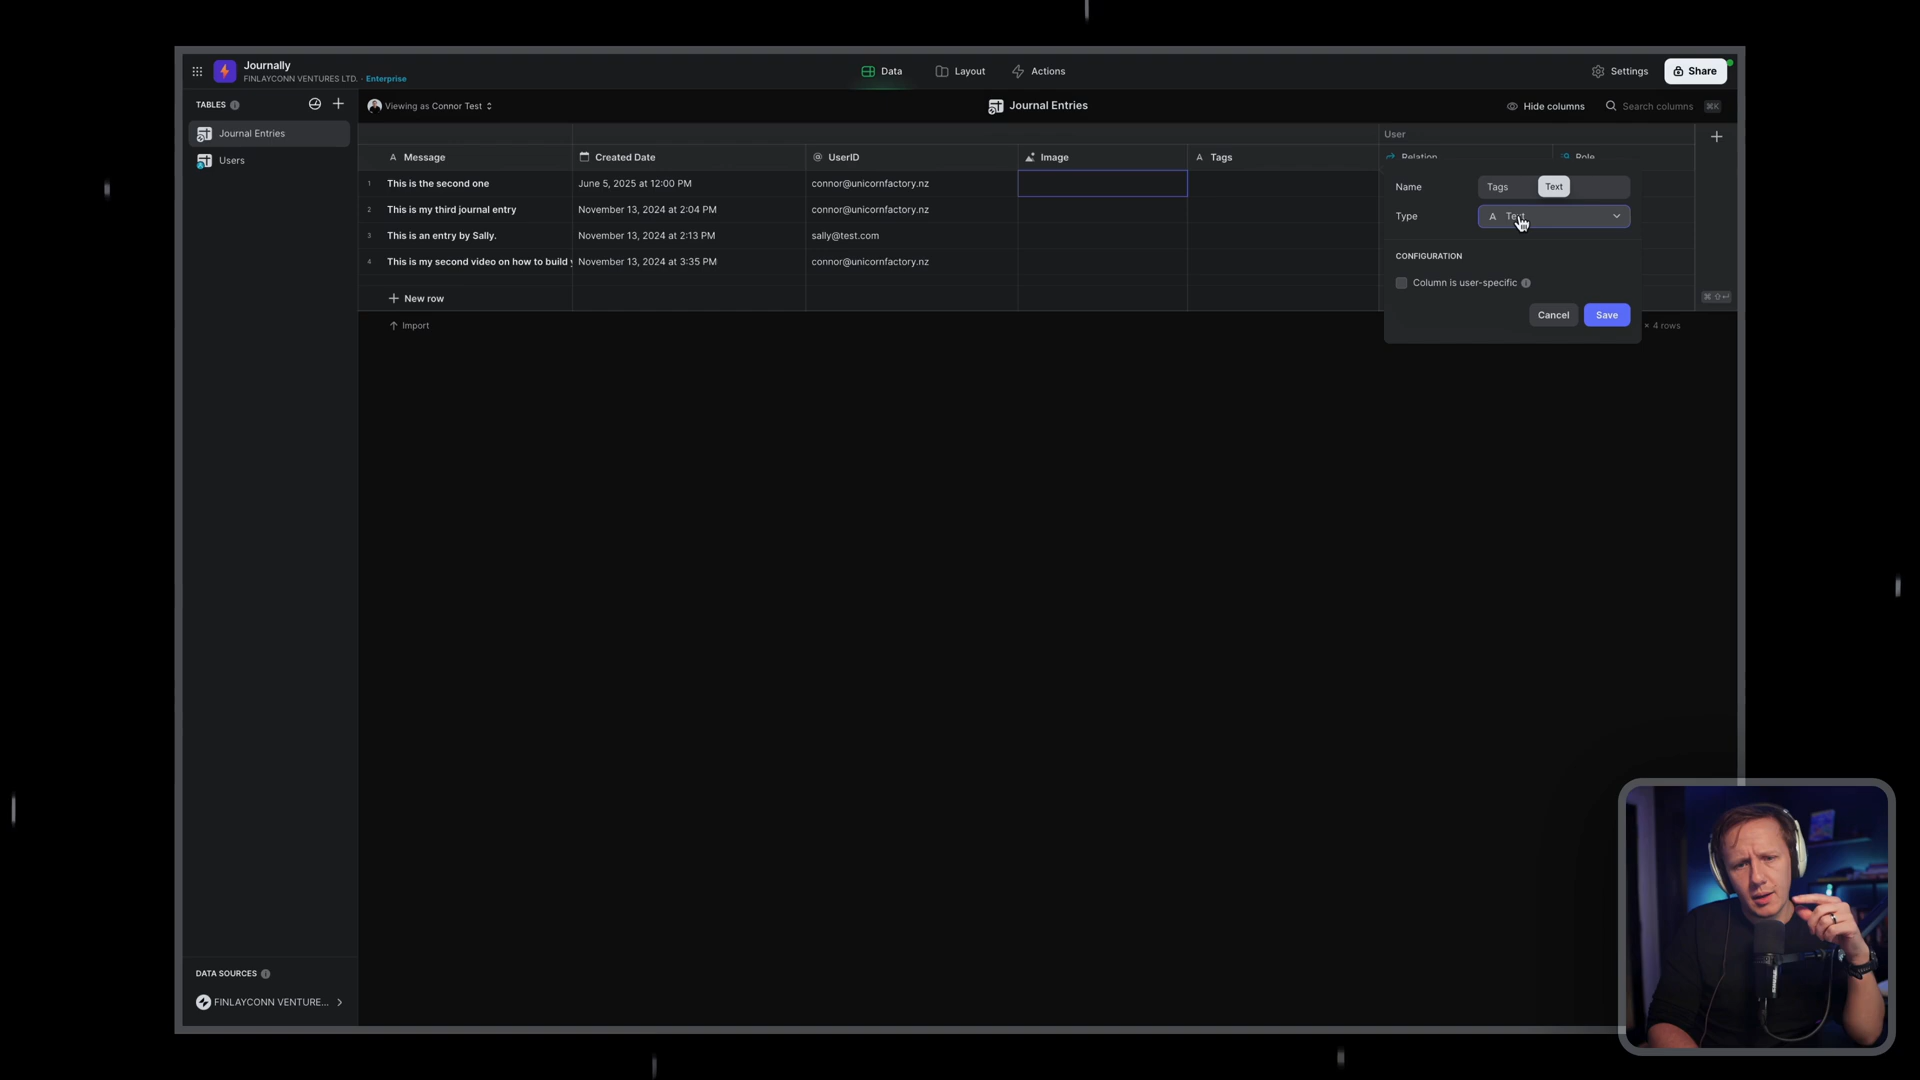 Journally
FINLAYCONN VENTURES LTD. · Enterprise
Data
Layout
Actions
Settings
Share
TABLES
Viewing as Connor Test
Journal Entries
Hide columns
Search columns
⌘K
Journal Entries
Users
User
Message
Created Date
UserID
Image
Tags
Relation
Role
1 This is the second one June 5, 2025 at 12:00 PM connor@unicornfactory.nz
2 This is my third journal entry November 13, 2024 at 2:04 PM connor@unicornfactory.nz
3 This is an entry by Sally. November 13, 2024 at 2:13 PM sally@test.com
4 This is my second video on how to build November 13, 2024 at 3:35 PM connor@unicornfactory.nz
New row
Import
Name
Tags
Text
Type
Text
CONFIGURATION
Column is user-specific
Cancel
Save
× 4 rows
DATA SOURCES
FINLAYCONN VENTURE...